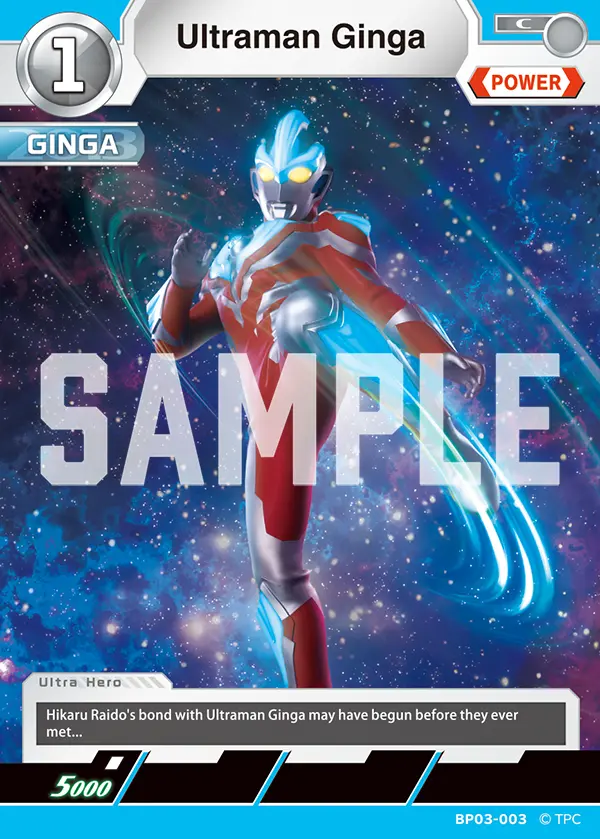 1
Ultraman Ginga
C
POWER
2013
GINGA
SAMPLE
Ultra Hero
Hikaru Raido's bond with Ultraman Ginga may have begun before they ever
met...
5000
BP03-003 © TPC